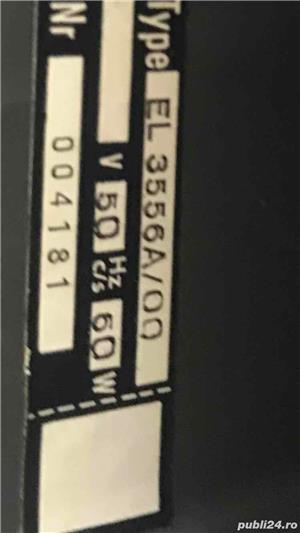 Type EL 3556A/00
V 50 Hz c/s 60 W
Nr 004181
publi24.ro